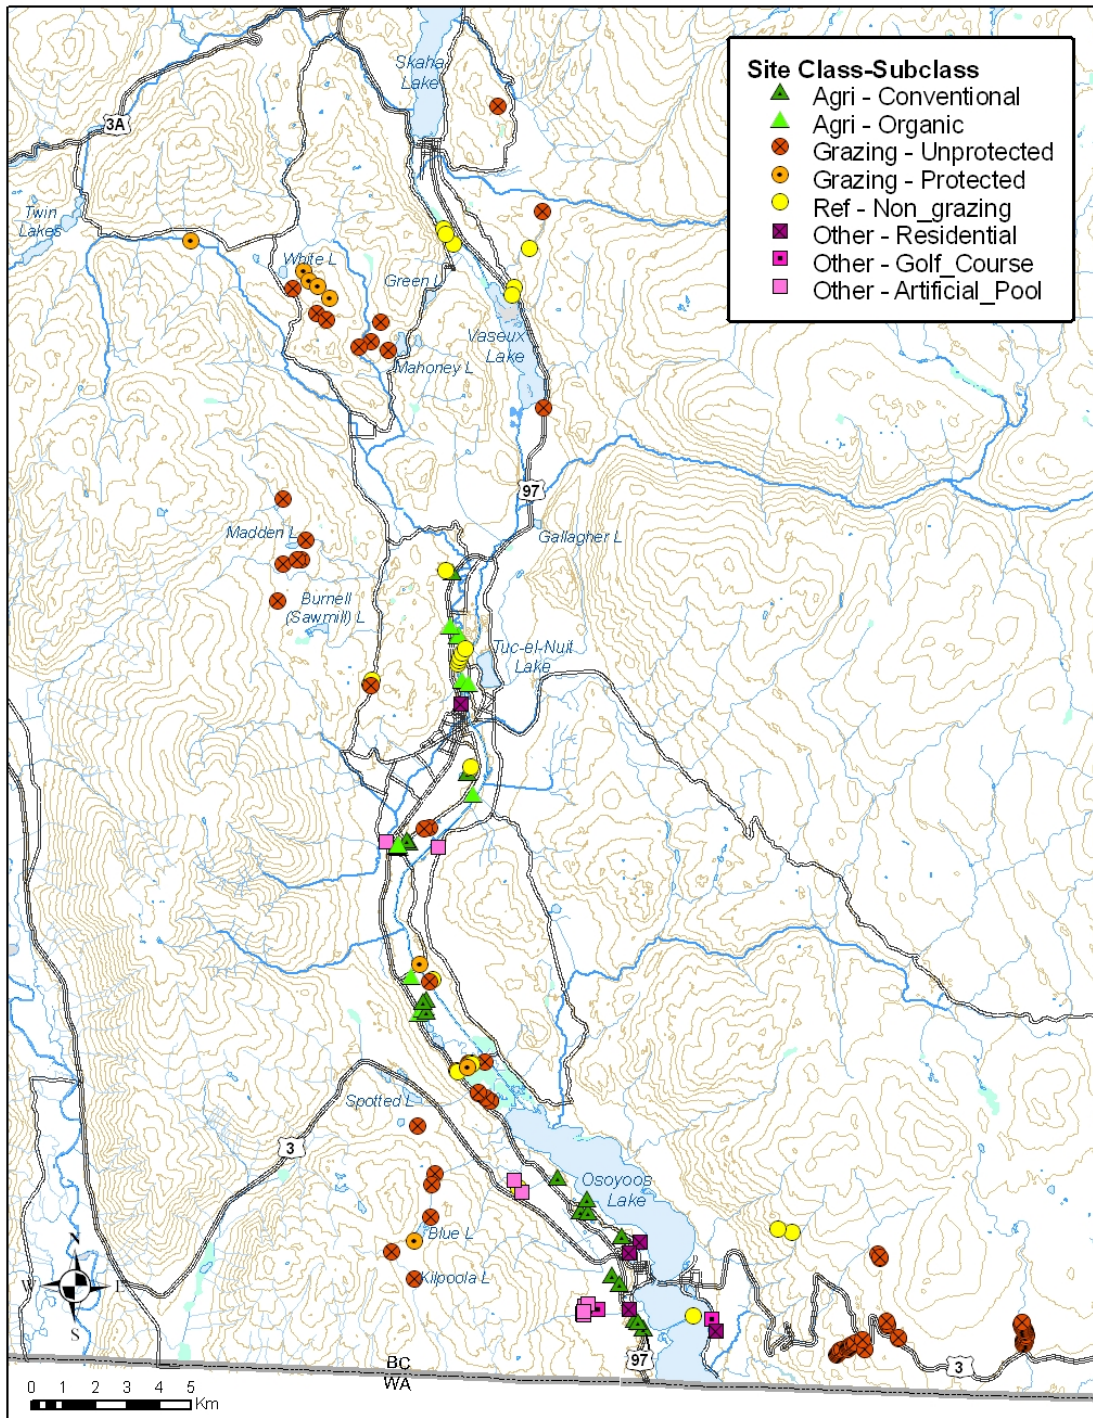 Skaha
Lake
Site Class-Subclass
Agri - Conventional
Agri - Organic
Grazing - Unprotected
Grazing - Protected
Ref - Non_grazing
Other - Residential
Other - Golf_Course
Other - Artificial_Pool
3A
Twin
Lakes
White L
Green L
Vaseux
Lake
Mahoney L
97
Gallagher L
Madden L
Burnell
(Sawmill) L
Tuc-el-Nuit
Lake
Spotted L
3
Osoyoos
Lake
Blue L
Kilpoola L
N
W
E
S
97
3
BC
WA
0 1 2 3 4 5
Km